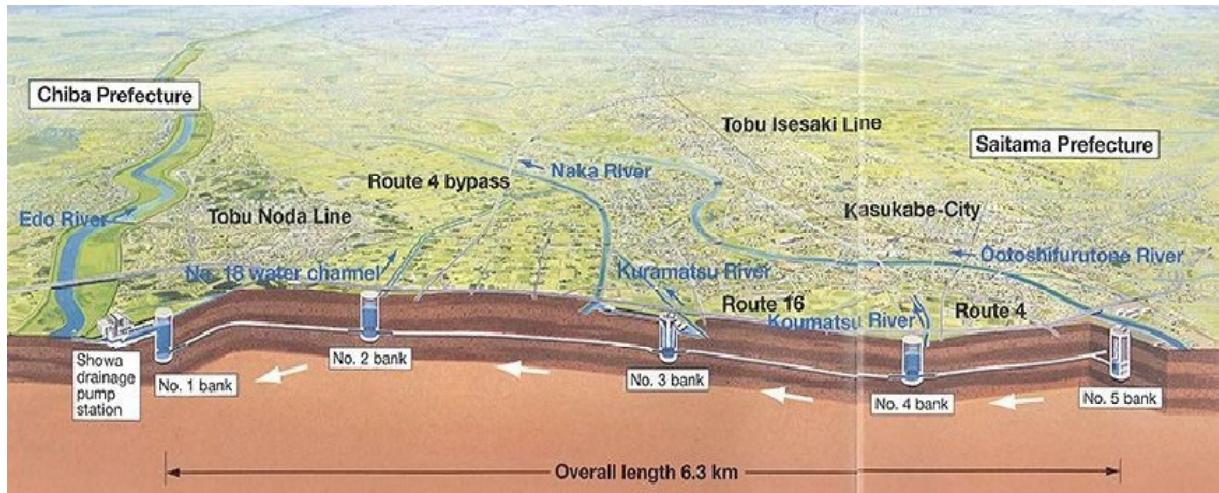 Chiba Prefecture
Tobu Isesaki Line
Saitama Prefecture
Naka River
Route 4 bypass
Kasukabe-City
Edo River
Tobu Noda Line
Ootoshifurutone River
No. 18 water channel
Kuramatsu River
Route 16
Koumatsu River
Route 4
Showa
drainage
pump
station
No. 1 bank
No. 2 bank
No. 3 bank
No. 4 bank
No. 5 bank
Overall length 6.3 km